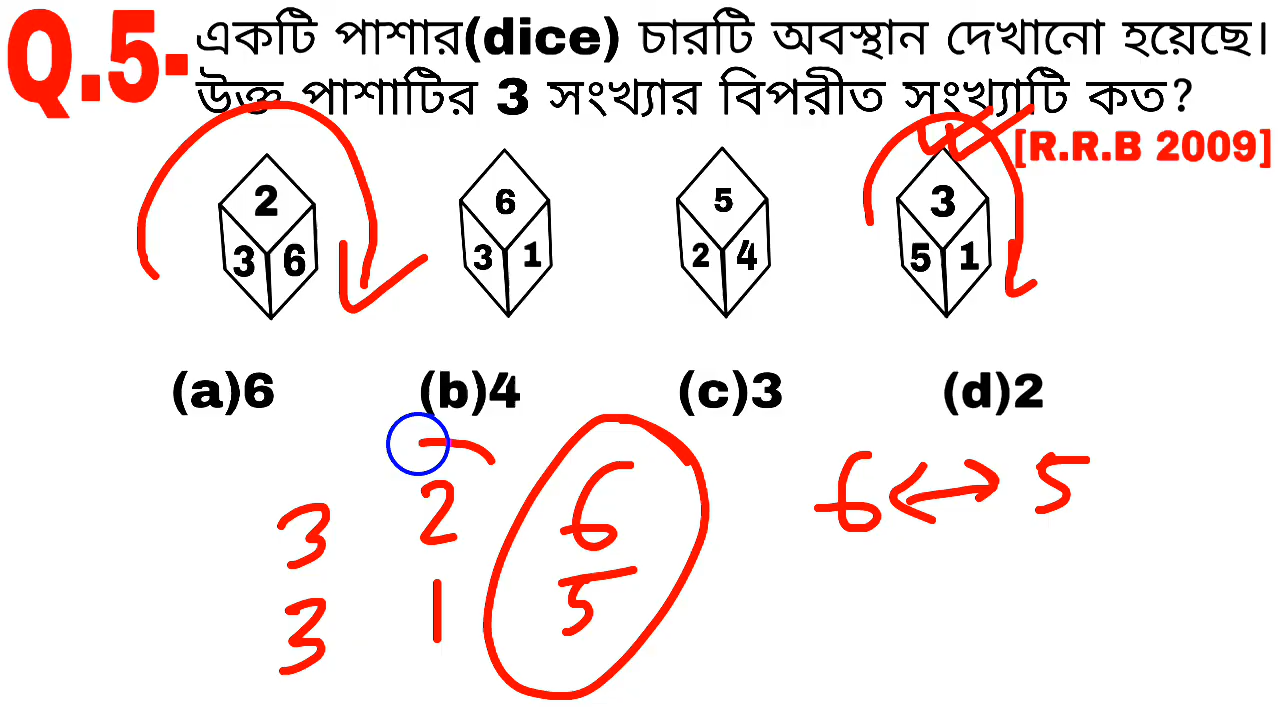 Q.5- একটি পাশার(dice) চারটি অবস্থান দেখানো হয়েছে।
উক্ত পাশাটির 3 সংখ্যার বিপরীত সংখ্যাটি কত?
[R.R.B 2009]
2 6 5 3
3 6 3 1 2 4 5 1
(a)6 (b)4 (c)3 (d)2
3 2 6 6 ↔ 5
3 1 5